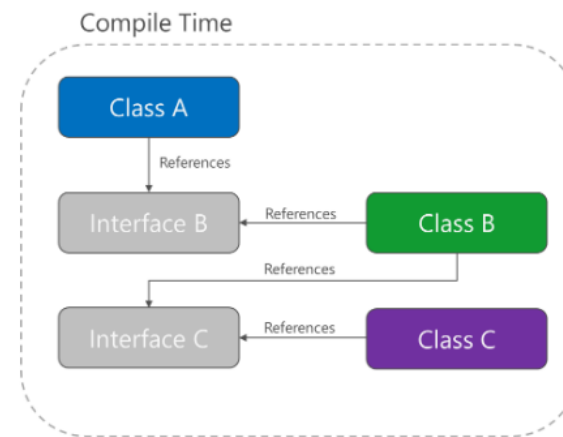 Compile Time
Class A
References
Interface B
References
Class B
References
Interface C
References
Class C